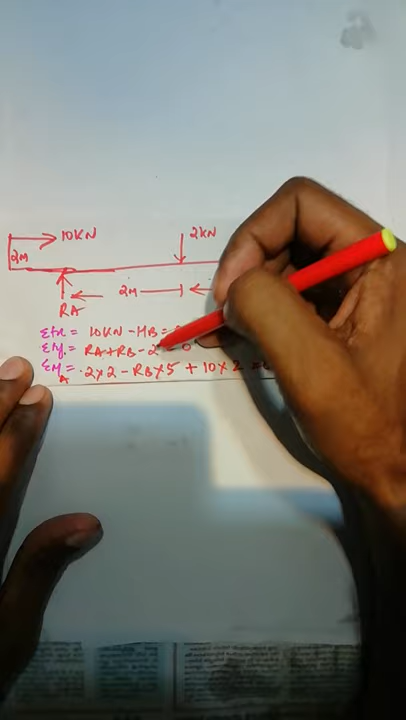 10KN
2KN
2M
2M
RA
Σfx = 10KN - HB =
Σfy = RA + RB - 2 = 0
ΣM = 2×2 - RB×5 + 10×2 =
A